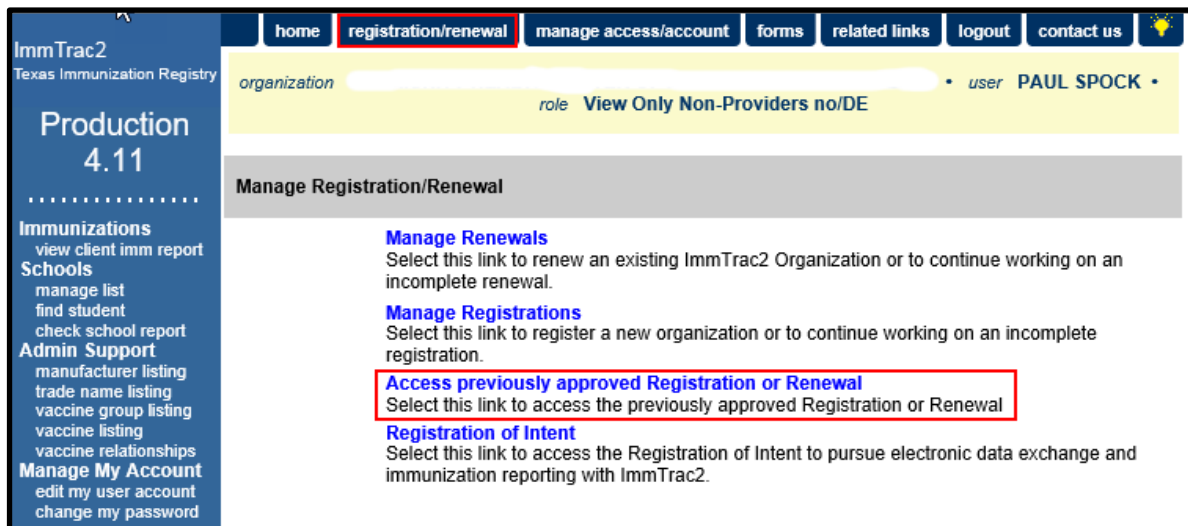 home registration/renewal manage access/account forms related links logout contact us
ImmTrac2
Texas Immunization Registry
organization • user PAUL SPOCK •
role View Only Non-Providers no/DE
Production
4.11
Manage Registration/Renewal
Immunizations
view client imm report
Schools
manage list
find student
check school report
Admin Support
manufacturer listing
trade name listing
vaccine group listing
vaccine listing
vaccine relationships
Manage My Account
edit my user account
change my password
Manage Renewals
Select this link to renew an existing ImmTrac2 Organization or to continue working on an
incomplete renewal.
Manage Registrations
Select this link to register a new organization or to continue working on an incomplete
registration.
Access previously approved Registration or Renewal
Select this link to access the previously approved Registration or Renewal
Registration of Intent
Select this link to access the Registration of Intent to pursue electronic data exchange and
immunization reporting with ImmTrac2.